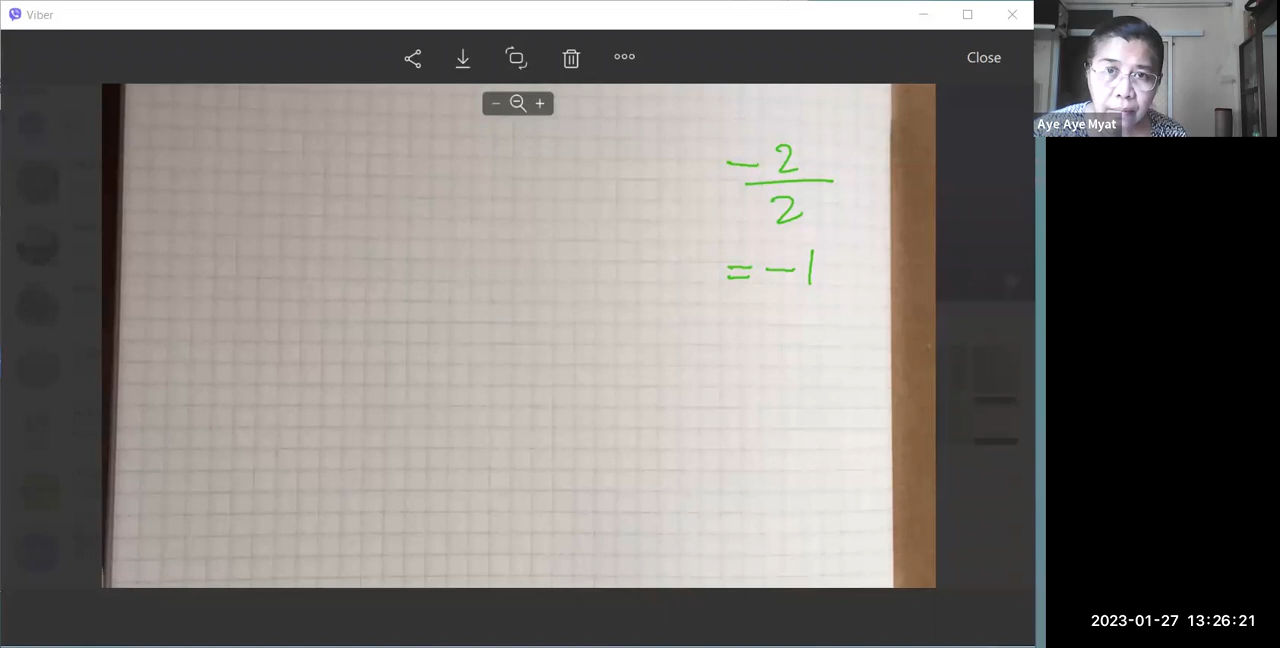 Viber
Close
Aye Aye Myat
- 2
2
= - 1
2023-01-27 13:26:21